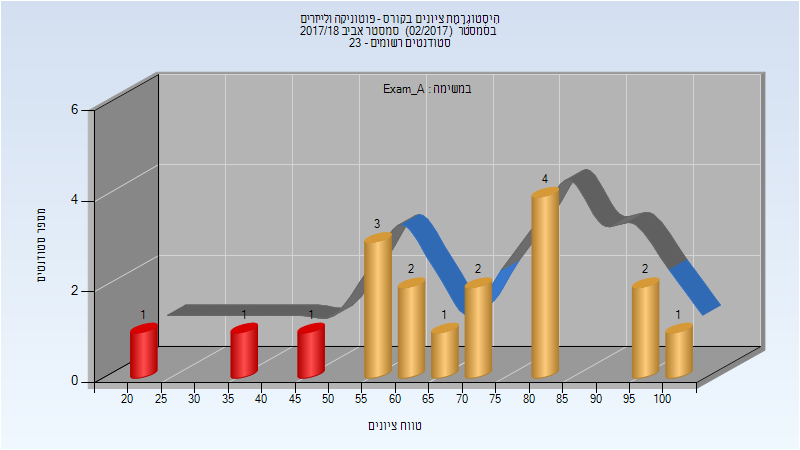 היסטוגרמת ציונים בקורס - פוטוניקה ולייזרים
בסמסטר (02/2017) סמסטר אביב 2017/18
סטודנטים רשומים - 23
במשימה : Exam_A
מספר סטודנטים
6
4
2
0
1 1 1 3 2 1 2 4 2 1
20 25 30 35 40 45 50 55 60 65 70 75 80 85 90 95 100
טווח ציונים